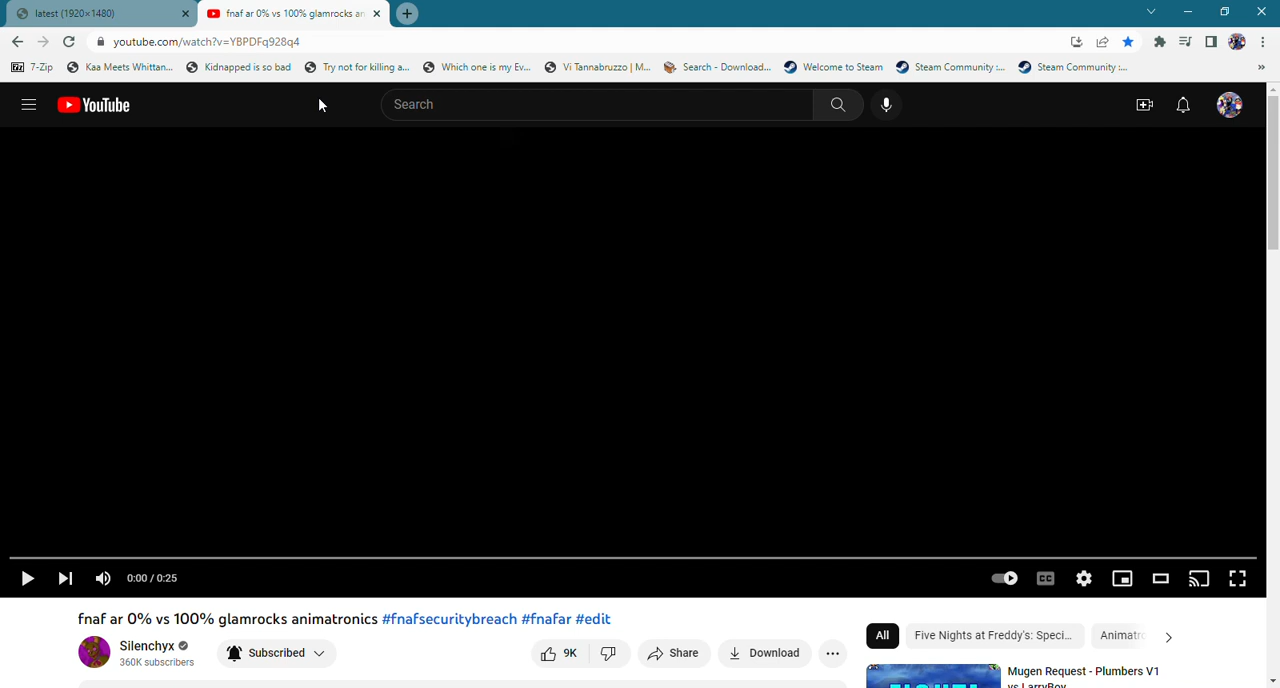 latest (1920×1480)
fnaf ar 0% vs 100% glamrocks an
youtube.com/watch?v=YBPDFq928q4
7-Zip
Kaa Meets Whittan...
Kidnapped is so bad
Try not for killing a...
Which one is my Ev...
Vi Tannabruzzo | M...
Search - Download...
Welcome to Steam
Steam Community :...
Steam Community :...
YouTube
Search
0:00 / 0:25
CC
fnaf ar 0% vs 100% glamrocks animatronics #fnafsecuritybreach #fnafar #edit
Silenchyx
360K subscribers
Subscribed
9K
Share
Download
All
Five Nights at Freddy's: Speci...
Animatro
Mugen Request - Plumbers V1
vs LarryBoy